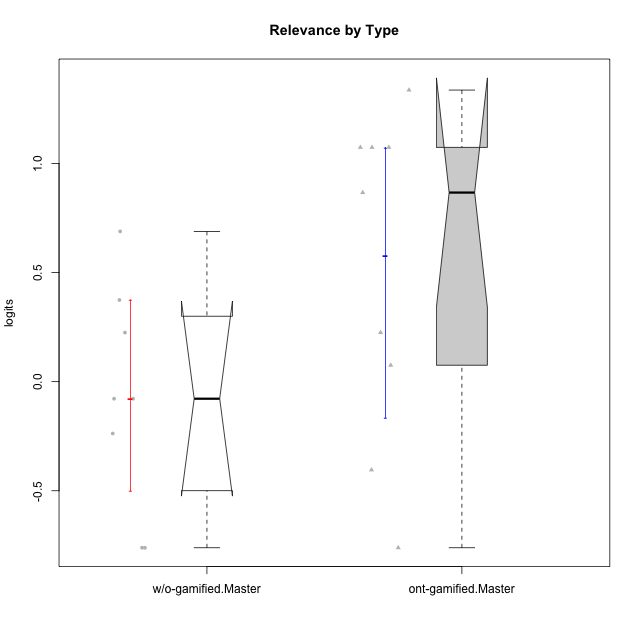 Relevance by Type
logits
1.0
0.5
0.0
-0.5
w/o-gamified.Master
ont-gamified.Master